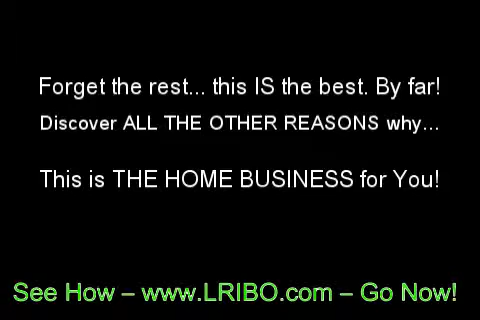 Forget the rest... this IS the best. By far!
Discover ALL THE OTHER REASONS why...
This is THE HOME BUSINESS for You!
See How – www.LRIBO.com – Go Now!